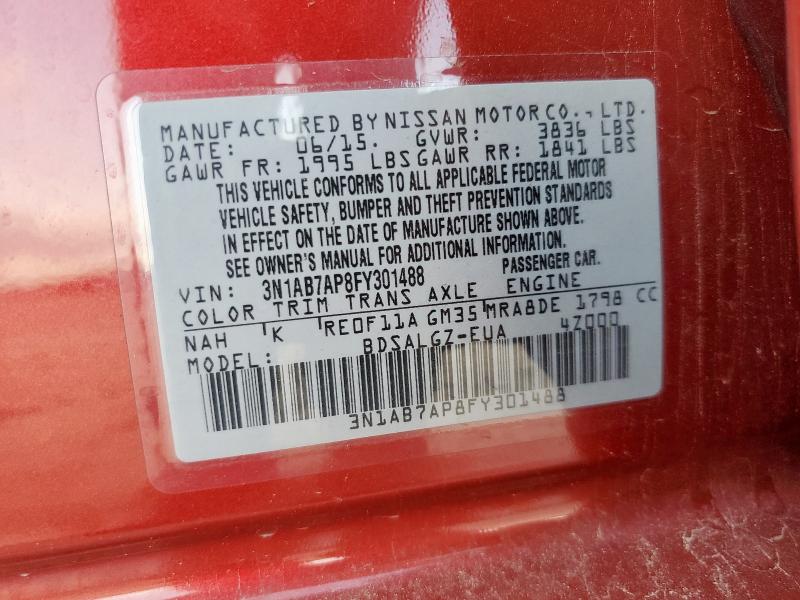 MANUFACTURED BY NISSAN MOTOR CO., LTD.
DATE: 06/15. GVWR: 3836 LBS
GAWR FR: 1995 LBS GAWR RR: 1841 LBS
THIS VEHICLE CONFORMS TO ALL APPLICABLE FEDERAL MOTOR
VEHICLE SAFETY, BUMPER AND THEFT PREVENTION STANDARDS
IN EFFECT ON THE DATE OF MANUFACTURE SHOWN ABOVE.
SEE OWNER'S MANUAL FOR ADDITIONAL INFORMATION.
VIN: 3N1AB7AP8FY301488 PASSENGER CAR.
COLOR TRIM TRANS AXLE ENGINE
NAH K RE0F11A GM35 MRA8DE 1798 CC
MODEL: BDSALGZ-EUA 4Z000
3N1AB7AP8FY301488